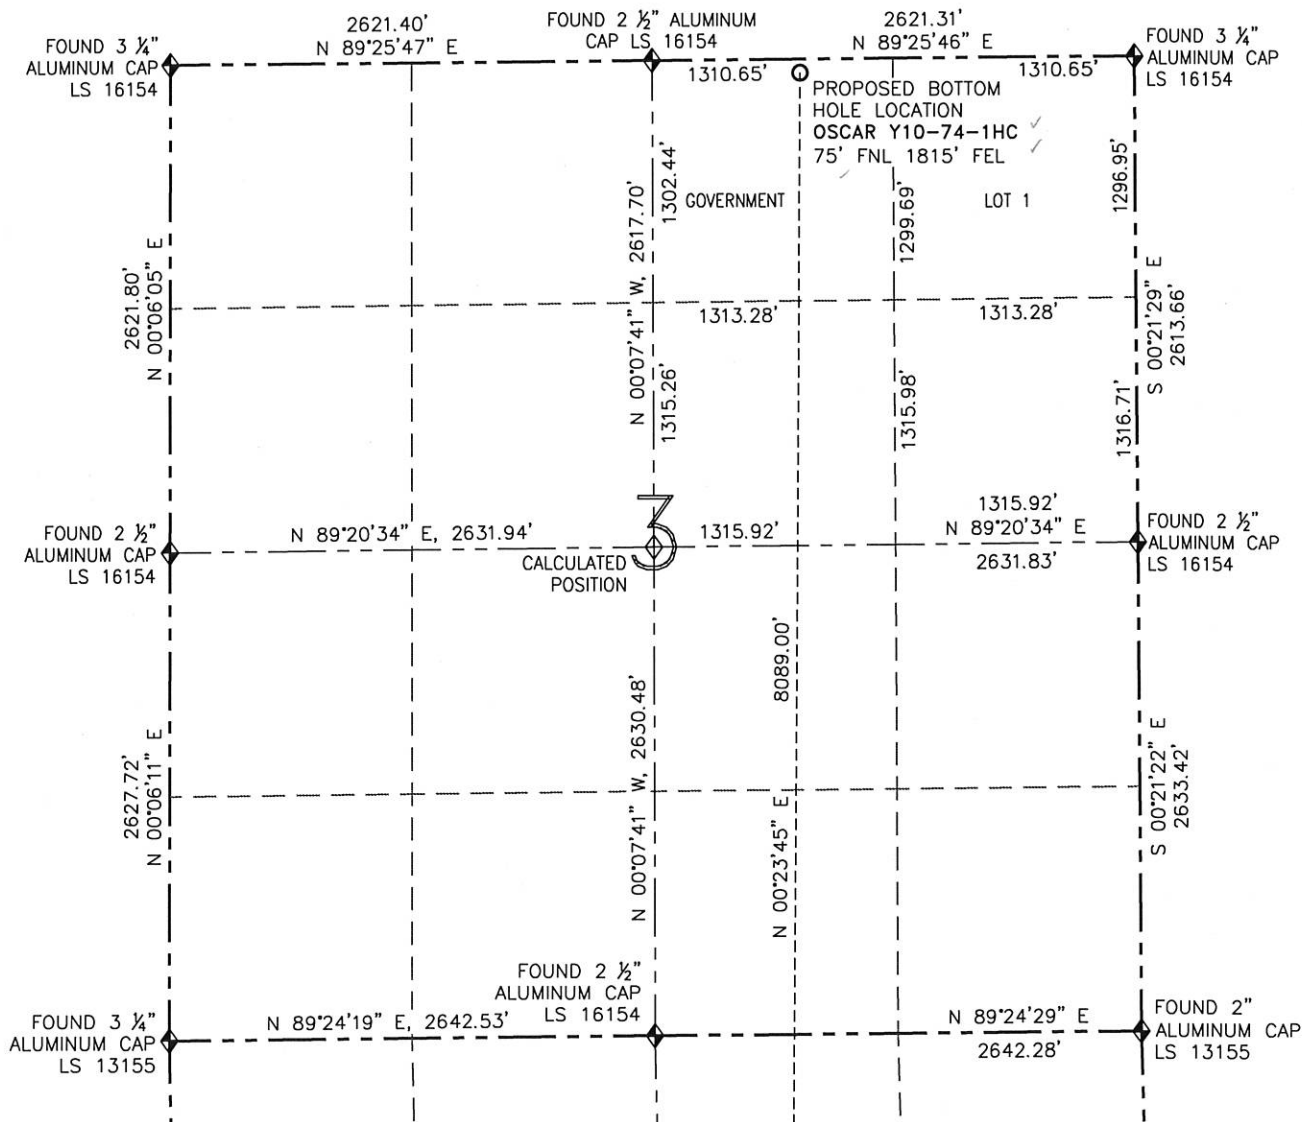 2621.40'
N 89°25'47" E
FOUND 2 ½" ALUMINUM
CAP LS 16154
2621.31'
N 89°25'46" E
FOUND 3 ¼"
ALUMINUM CAP
LS 16154
FOUND 3 ¼"
ALUMINUM CAP
LS 16154
1310.65'
1310.65'
PROPOSED BOTTOM
HOLE LOCATION
OSCAR Y10-74-1HC
75' FNL 1815' FEL
GOVERNMENT
LOT 1
1302.44'
N 00°07'41" W, 2617.70'
1299.69'
1296.95'
2621.80'
N 00°06'05" E
S 00°21'29" E
2613.66'
1313.28'
1313.28'
1315.26'
1315.98'
1316.71'
FOUND 2 ½"
ALUMINUM CAP
LS 16154
N 89°20'34" E, 2631.94'
3
CALCULATED
POSITION
1315.92'
1315.92'
N 89°20'34" E
2631.83'
FOUND 2 ½"
ALUMINUM CAP
LS 16154
8089.00'
N 00°23'45" E
N 00°07'41" W, 2630.48'
2627.72'
N 00°06'11" E
S 00°21'22" E
2633.42'
FOUND 2 ½"
ALUMINUM CAP
LS 16154
FOUND 3 ¼"
ALUMINUM CAP
LS 13155
N 89°24'19" E, 2642.53'
N 89°24'29" E
2642.28'
FOUND 2"
ALUMINUM CAP
LS 13155